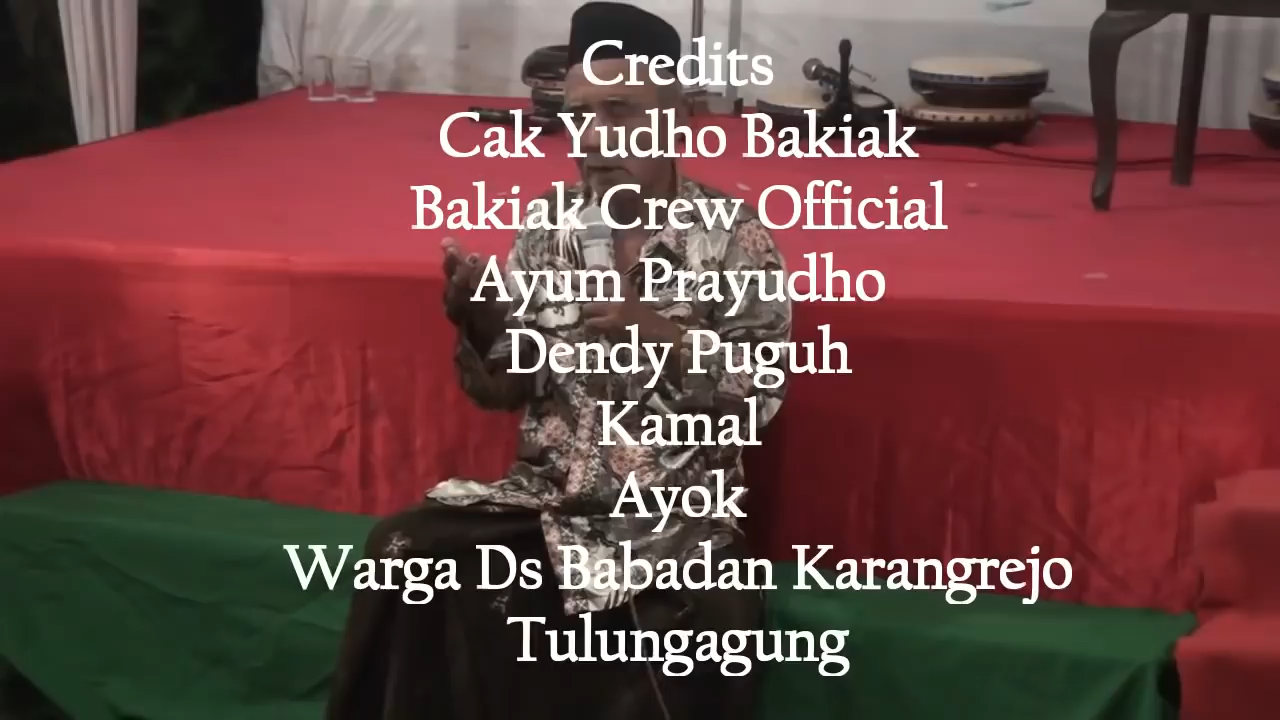 Credits
Cak Yudho Bakiak
Bakiak Crew Official
Ayum Prayudho
Dendy Puguh
Kamal
Ayok
Warga Ds Babadan Karangrejo
Tulungagung